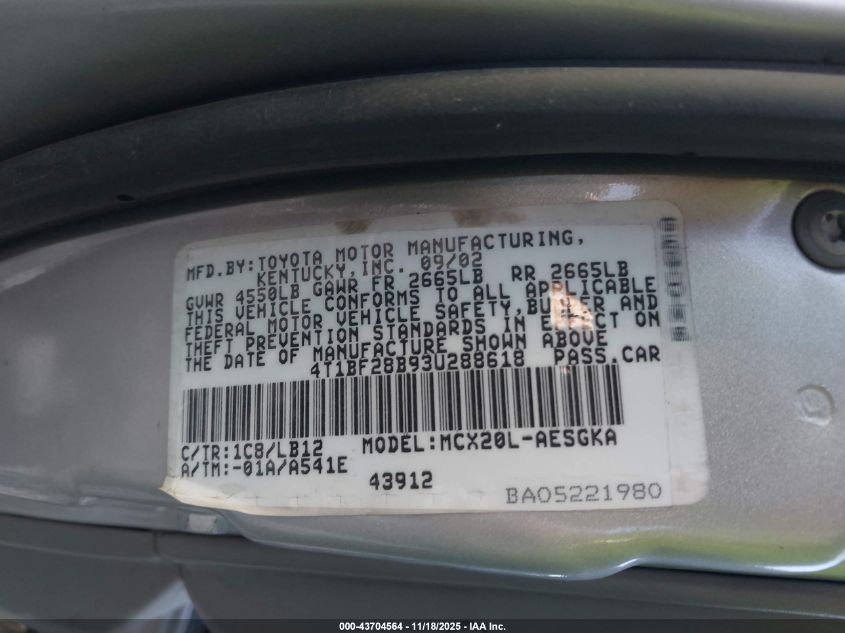 MFD.BY:TOYOTA MOTOR MANUFACTURING,
KENTUCKY,INC. 09/02
GVWR 4550LB GAWR FR 2665LB RR 2665LB
THIS VEHICLE CONFORMS TO ALL APPLICABLE
FEDERAL MOTOR VEHICLE SAFETY, AND
THEFT PREVENTION STANDARDS IN ON
THE DATE OF MANUFACTURE SHOWN ABOVE
4T1BF28B93U288618 PASS.CAR
C/TR:1C8/LB12 MODEL:MCX20L-AESGKA
A/TM:-01A/A541E
43912
BA05221980
000-43704564 | 11/18/2025 - IAA Inc.